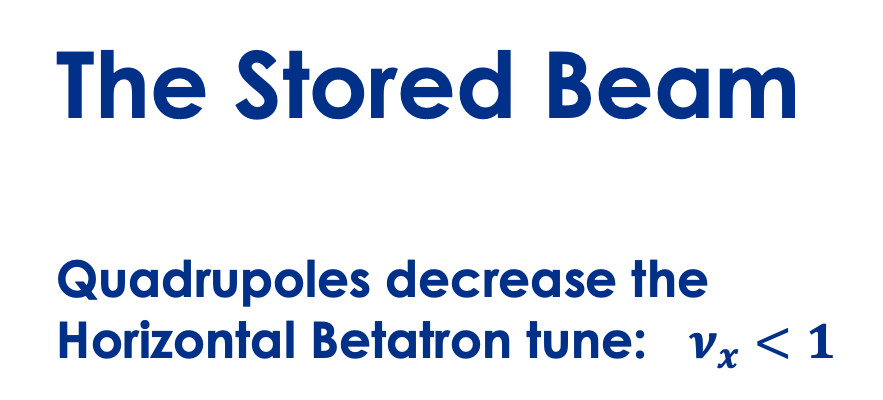 The Stored Beam
Quadrupoles decrease the
Horizontal Betatron tune: 𝝂ₓ < 1